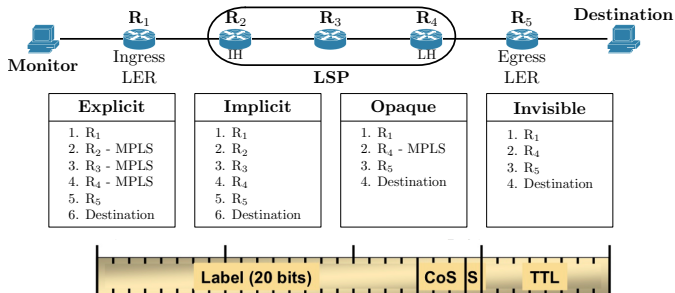 R1 R2 R3 R4 R5 Destination
Monitor Ingress LER IH LSP LH Egress LER
Explicit
1. R1
2. R2 - MPLS
3. R3 - MPLS
4. R4 - MPLS
5. R5
6. Destination
Implicit
1. R1
2. R2
3. R3
4. R4
5. R5
6. Destination
Opaque
1. R1
2. R4 - MPLS
3. R5
4. Destination
Invisible
1. R1
2. R4
3. R5
4. Destination
Label (20 bits) CoS S TTL